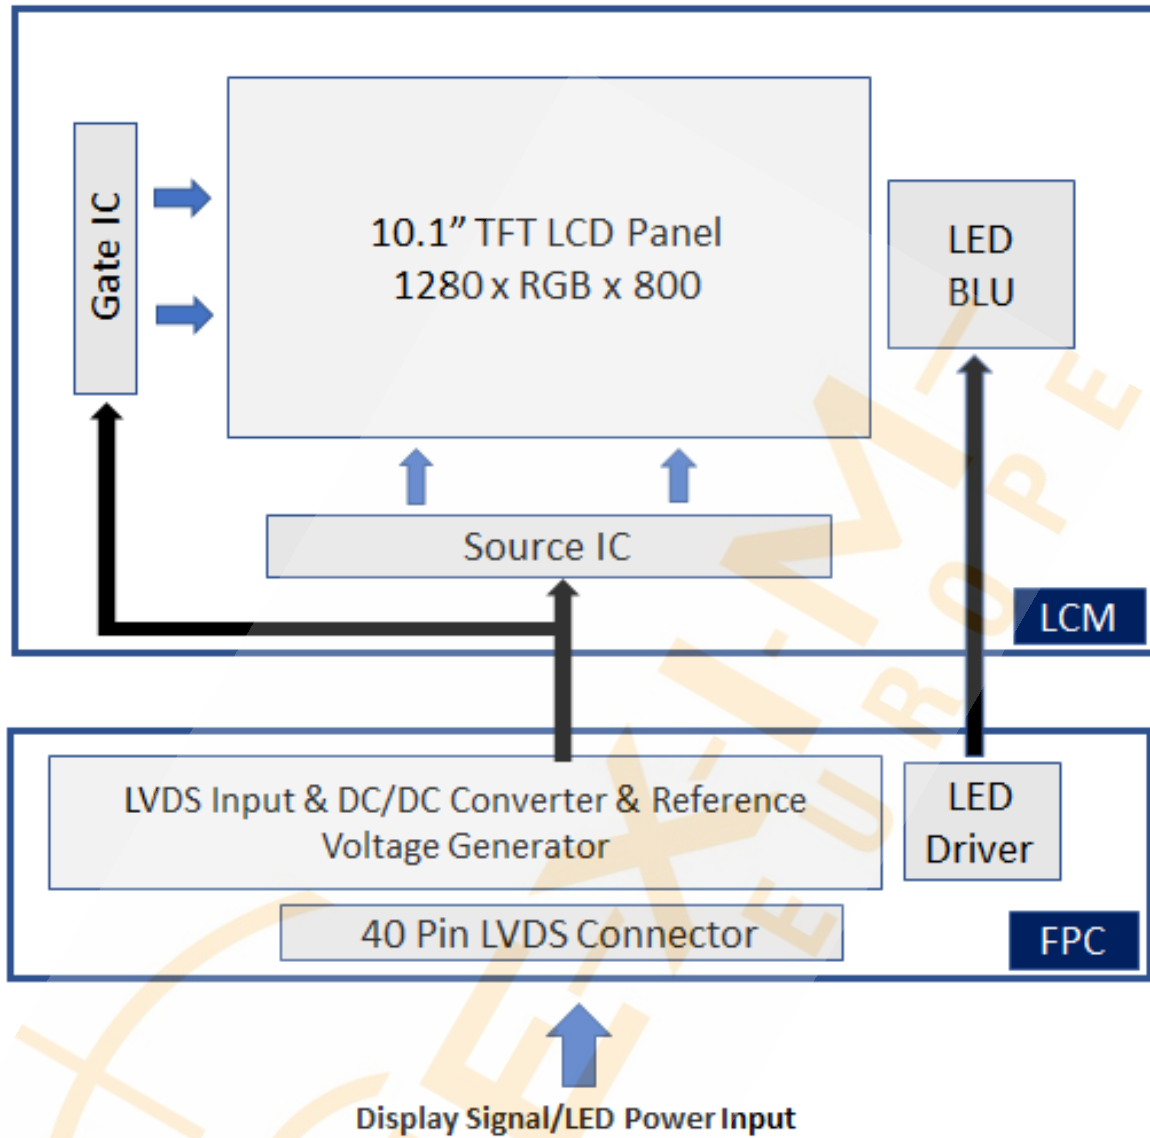 10.1” TFT LCD Panel
1280 x RGB x 800
Gate IC
LED
BLU
Source IC
LCM
LVDS Input & DC/DC Converter & Reference
Voltage Generator
LED
Driver
40 Pin LVDS Connector
FPC
Display Signal/LED Power Input
EUROPE